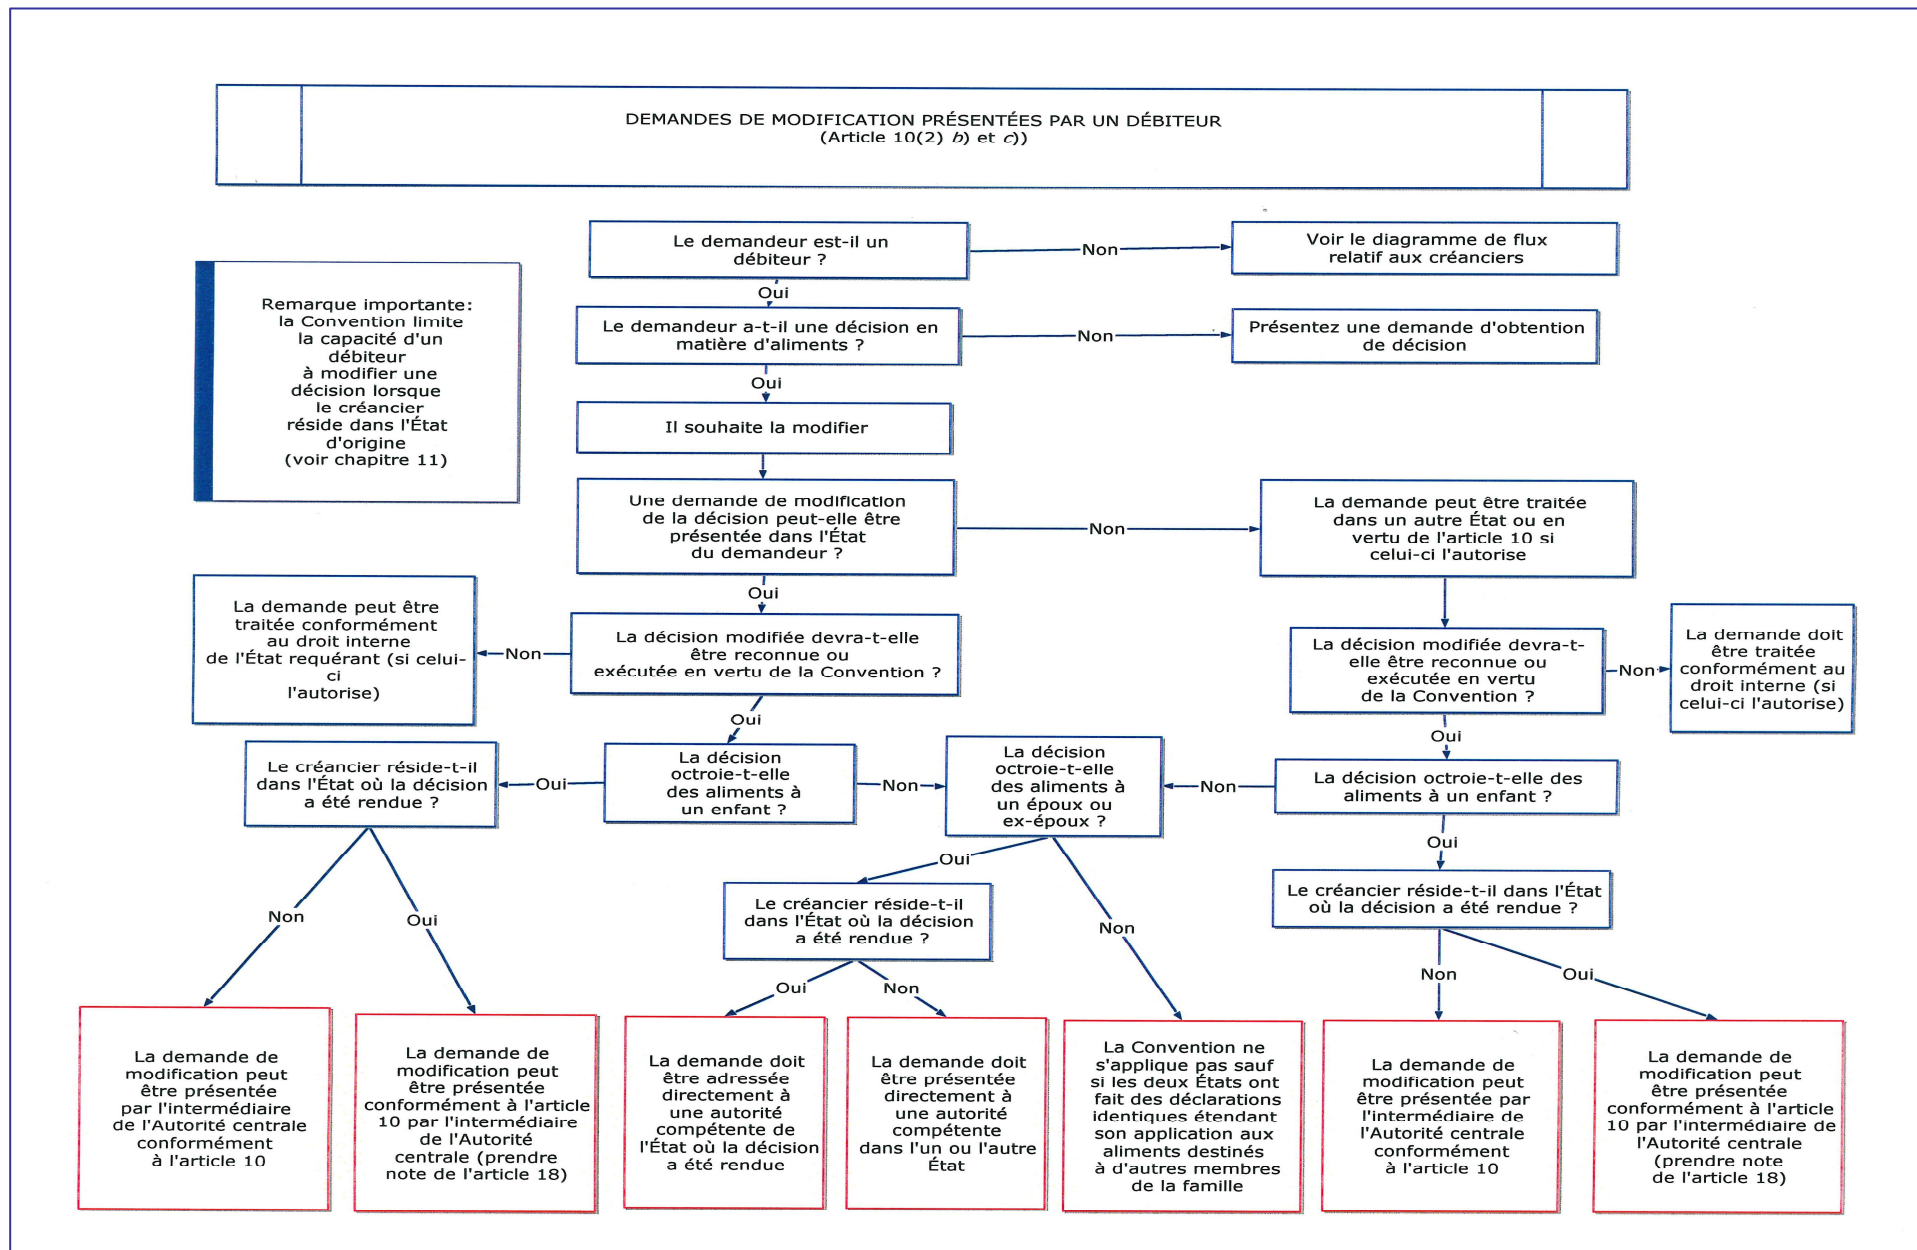 DEMANDES DE MODIFICATION PRÉSENTÉES PAR UN DÉBITEUR
(Article 10(2) b) et c))
Le demandeur est-il un
débiteur ?
Non
Voir le diagramme de flux
relatif aux créanciers
Oui
Remarque importante:
la Convention limite
la capacité d'un
débiteur
à modifier une
décision lorsque
le créancier
réside dans l'État
d'origine
(voir chapitre 11)
Le demandeur a-t-il une décision en
matière d'aliments ?
Non
Présentez une demande d'obtention
de décision
Oui
Il souhaite la modifier
Une demande de modification
de la décision peut-elle être
présentée dans l'État
du demandeur ?
Non
La demande peut être traitée
dans un autre État ou en
vertu de l'article 10 si
celui-ci l'autorise
Oui
La demande peut être
traitée conformément
au droit interne
de l'État requérant (si celui-
ci
l'autorise)
Non
La décision modifiée devra-t-elle
être reconnue ou
exécutée en vertu de la Convention ?
La décision modifiée devra-t-
elle être reconnue ou
exécutée en vertu
de la Convention ?
Non
La demande doit
être traitée
conformément au
droit interne (si
celui-ci l'autorise)
Oui
Oui
Le créancier réside-t-il
dans l'État où la décision
a été rendue ?
Oui
La décision
octroie-t-elle
des aliments à
un enfant ?
Non
La décision
octroie-t-elle
des aliments à
un époux ou
ex-époux ?
Non
La décision octroie-t-elle des
aliments à un enfant ?
Oui
Oui
Le créancier réside-t-il
dans l'État où la décision
a été rendue ?
Le créancier réside-t-il dans l'État
où la décision a été rendue ?
Non
Oui
Non
Oui
Non
Non
Oui
La demande de
modification peut
être présentée
par l'intermédiaire
de l'Autorité centrale
conformément
à l'article 10
La demande de
modification peut
être présentée
conformément à l'article
10 par l'intermédiaire
de l'Autorité
centrale (prendre
note de l'article 18)
La demande doit
être adressée
directement à
une autorité
compétente de
l'État où la décision
a été rendue
La demande doit
être présentée
directement à
une autorité
compétente
dans l'un ou l'autre
État
La Convention ne
s'applique pas sauf
si les deux États ont
fait des déclarations
identiques étendant
son application aux
aliments destinés
à d'autres membres
de la famille
La demande de
modification peut
être présentée par
l'intermédiaire de
l'Autorité centrale
conformément
à l'article 10
La demande de
modification peut
être présentée
conformément à l'article
10 par l'intermédiaire de
l'Autorité centrale
(prendre note
de l'article 18)